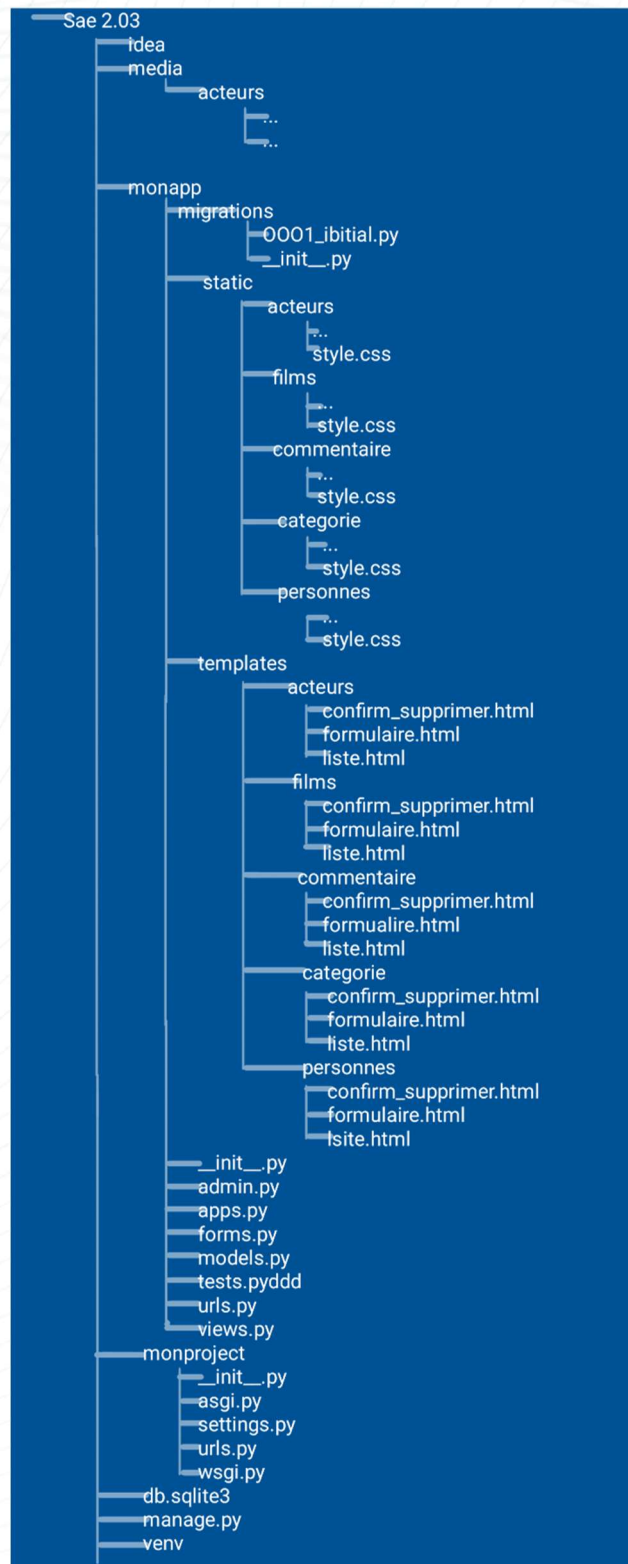 Sae 2.03
idea
media
acteurs
...
...
monapp
migrations
OOO1_ibitial.py
__init__.py
static
acteurs
...
style.css
films
...
style.css
commentaire
...
style.css
categorie
...
style.css
personnes
...
style.css
templates
acteurs
confirm_supprimer.html
formulaire.html
liste.html
films
confirm_supprimer.html
formulaire.html
liste.html
commentaire
confirm_supprimer.html
formualire.html
liste.html
categorie
confirm_supprimer.html
formulaire.html
liste.html
personnes
confirm_supprimer.html
formulaire.html
lsite.html
__init__.py
admin.py
apps.py
forms.py
models.py
tests.pyddd
urls.py
views.py
monproject
__init__.py
asgi.py
settings.py
urls.py
wsgi.py
db.sqlite3
manage.py
venv